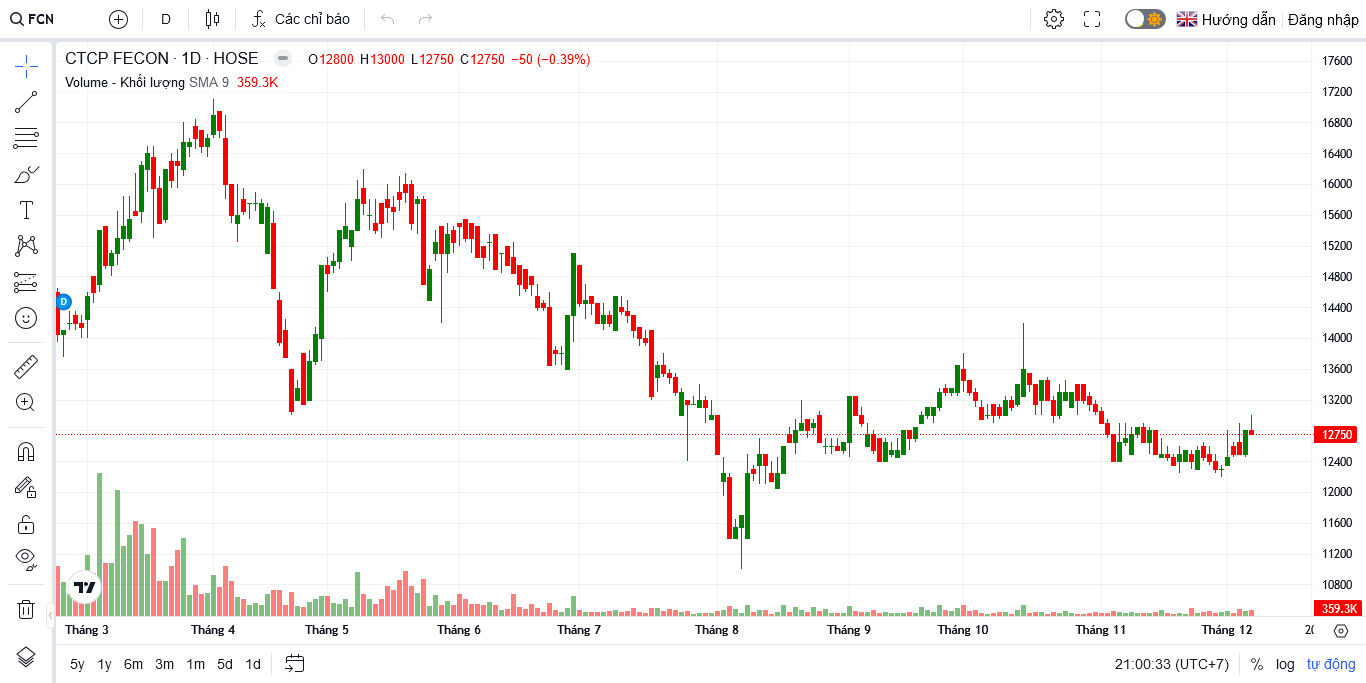 FCN D Các chỉ báo Hướng dẫn Đăng nhập
CTCP FECON · 1D · HOSE O12800 H13000 L12750 C12750 −50 (−0.39%)
Volume - Khối lượng SMA 9 359.3K
D
17600
17200
16800
16400
16000
15600
15200
14800
14400
14000
13600
13200
12750
12400
12000
11600
11200
10800
359.3K
Tháng 3 Tháng 4 Tháng 5 Tháng 6 Tháng 7 Tháng 8 Tháng 9 Tháng 10 Tháng 11 Tháng 12
5y 1y 6m 3m 1m 5d 1d 21:00:33 (UTC+7) % log tự động